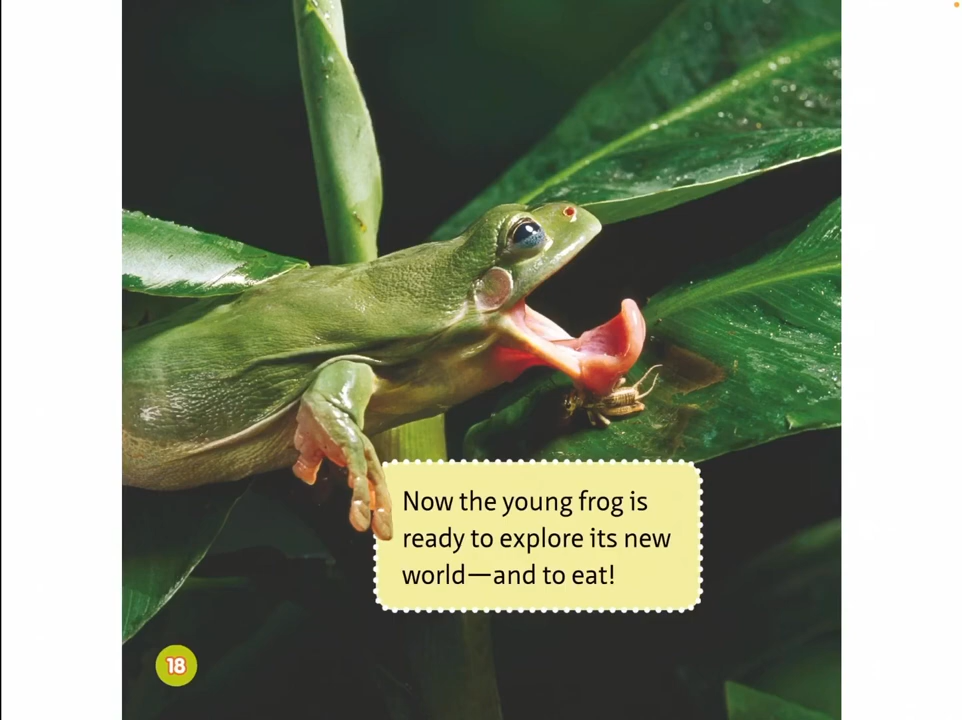 Now the young frog is
ready to explore its new
world—and to eat!
18